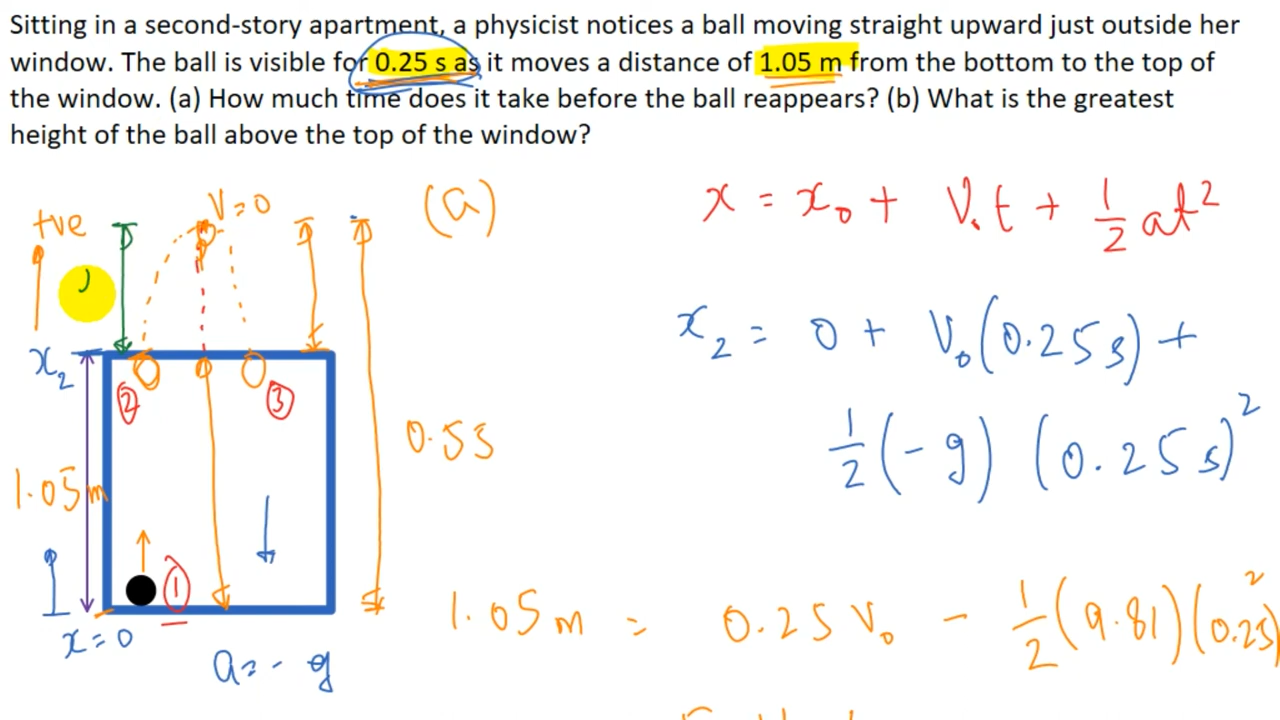 Sitting in a second-story apartment, a physicist notices a ball moving straight upward just outside her
window. The ball is visible for 0.25 s as it moves a distance of 1.05 m from the bottom to the top of
the window. (a) How much time does it take before the ball reappears? (b) What is the greatest
height of the ball above the top of the window?
+ve
V=0
(a)
x = x₀ + V₀t + 1/2 at²
x₂
x₂ = 0 + V₀(0.25s) +
② ③
1/2 (-g) (0.25s)²
0.5s
1.05m
①
1.05m = 0.25 V₀ - 1/2 (9.81)(0.25)²
x=0
a=-g